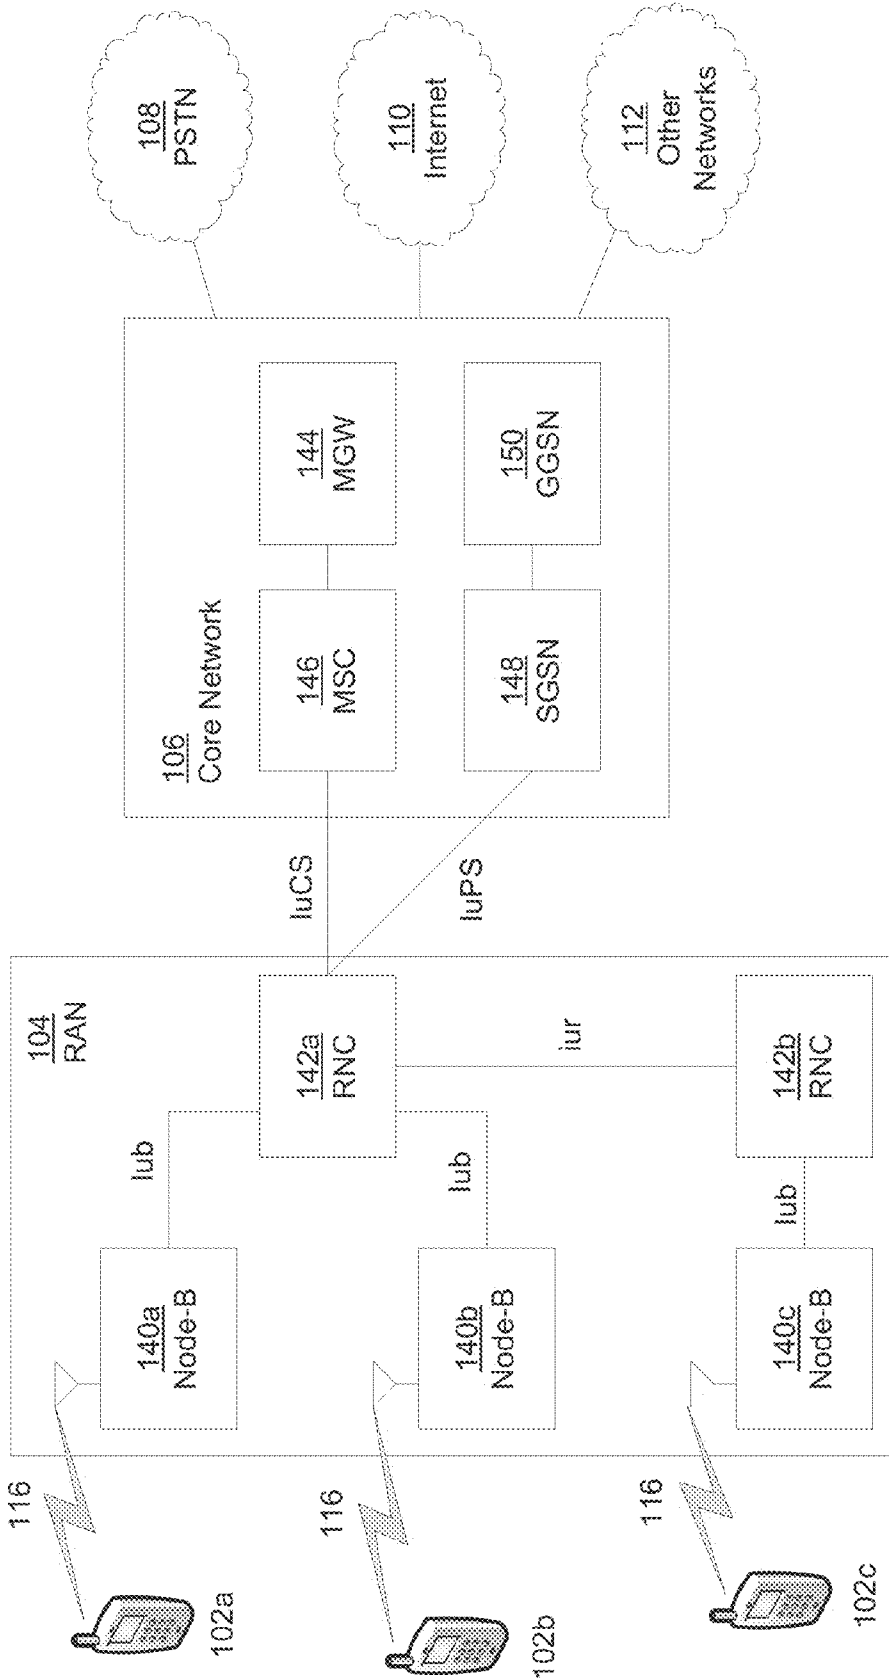 102a
116
102b
116
102c
116
104
RAN
140a
Node-B
140b
Node-B
140c
Node-B
Iub
Iub
Iub
142a
RNC
142b
RNC
iur
IuCS
IuPS
106
Core Network
146
MSC
144
MGW
148
SGSN
150
GGSN
108
PSTN
110
Internet
112
Other
Networks